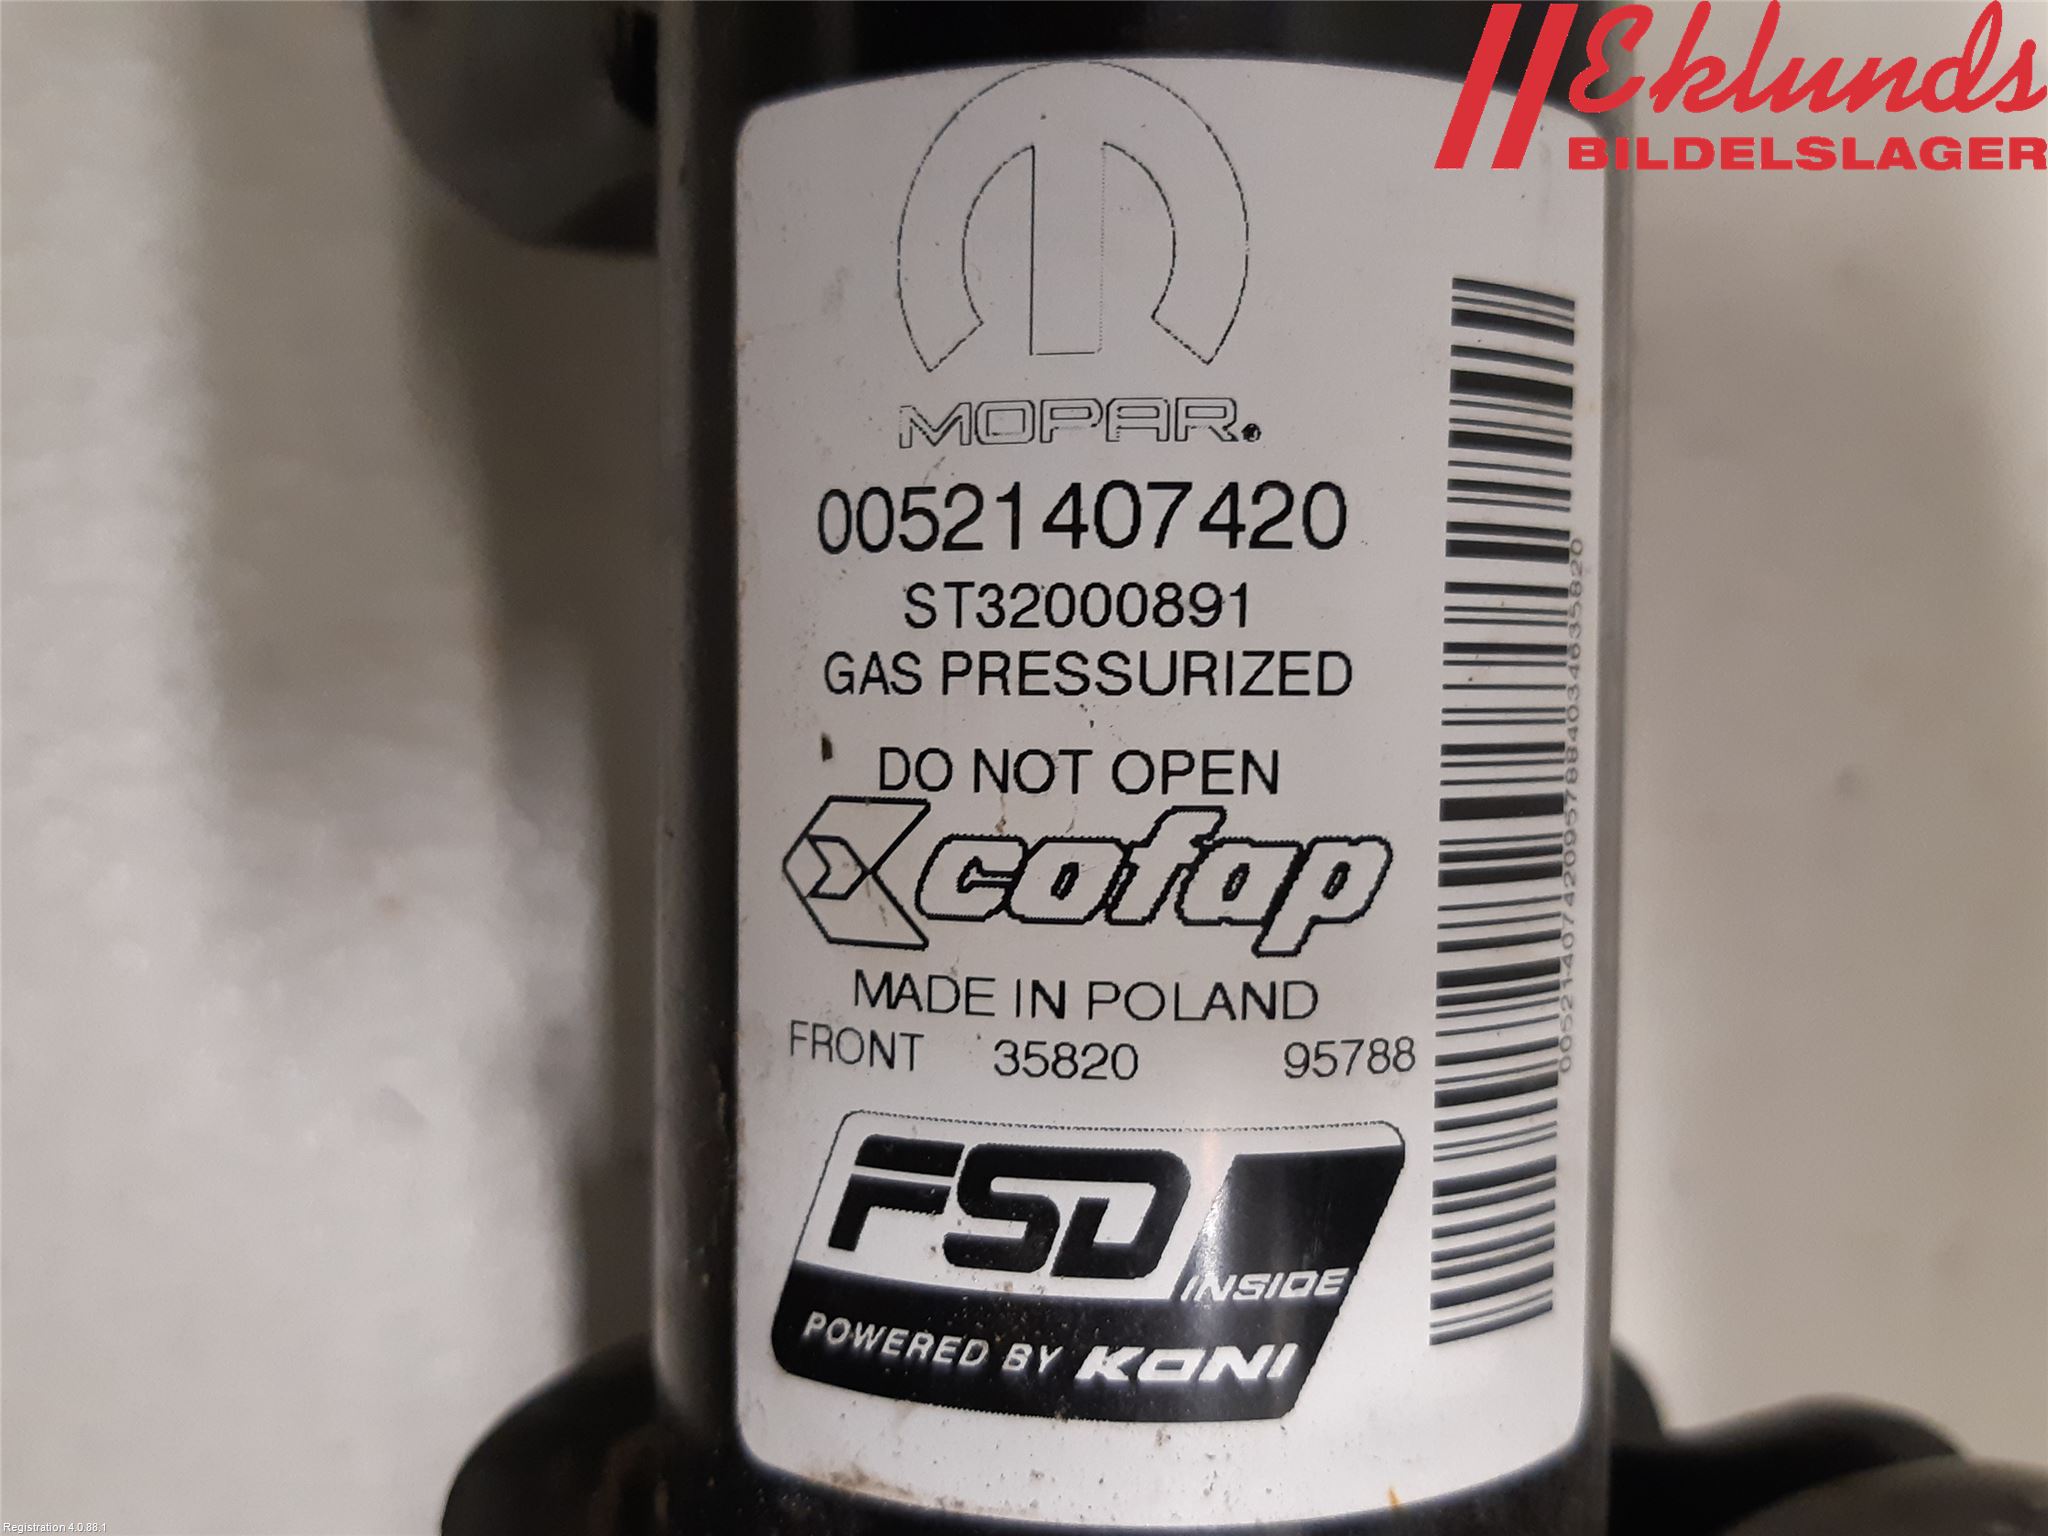 Eklunds
BILDELSLAGER
MOPAR.
00521407420
ST32000891
GAS PRESSURIZED
DO NOT OPEN
cofap
MADE IN POLAND
FRONT 35820 95788
FSD
INSIDE
POWERED BY KONI
Registration 4.0.88.1